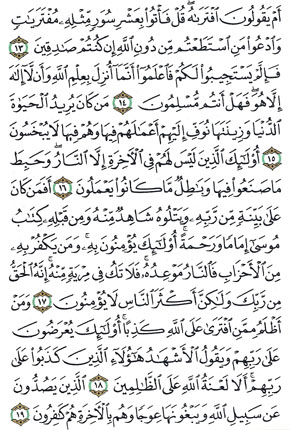 أَمْ يَقُولُونَ ٱفْتَرَىٰهُ ۖ قُلْ فَأْتُوا۟ بِعَشْرِ سُوَرٍ مِّثْلِهِۦ مُفْتَرَيَٰتٍ
وَٱدْعُوا۟ مَنِ ٱسْتَطَعْتُم مِّن دُونِ ٱللَّهِ إِن كُنتُمْ صَٰدِقِينَ
١٣ فَإِلَّمْ يَسْتَجِيبُوا۟ لَكُمْ فَٱعْلَمُوٓا۟ أَنَّمَآ أُنزِلَ بِعِلْمِ ٱللَّهِ وَأَن لَّآ إِلَٰهَ
إِلَّا هُوَ ۖ فَهَلْ أَنتُم مُّسْلِمُونَ ١٤ مَن كَانَ يُرِيدُ ٱلْحَيَوٰةَ
ٱلدُّنْيَا وَزِينَتَهَا نُوَفِّ إِلَيْهِمْ أَعْمَٰلَهُمْ فِيهَا وَهُمْ فِيهَا لَا يُبْخَسُونَ
١٥ أُو۟لَٰٓئِكَ ٱلَّذِينَ لَيْسَ لَهُمْ فِى ٱلْءَاخِرَةِ إِلَّا ٱلنَّارُ ۖ وَحَبِطَ
مَا صَنَعُوا۟ فِيهَا وَبَٰطِلٌ مَّا كَانُوا۟ يَعْمَلُونَ ١٦ أَفَمَن كَانَ
عَلَىٰ بَيِّنَةٍ مِّن رَّبِّهِۦ وَيَتْلُوهُ شَاهِدٌ مِّنْهُ وَمِن قَبْلِهِۦ كِتَٰبُ
مُوسَىٰٓ إِمَامًا وَرَحْمَةً ۚ أُو۟لَٰٓئِكَ يُؤْمِنُونَ بِهِۦ ۚ وَمَن يَكْفُرْ بِهِۦ
مِنَ ٱلْأَحْزَابِ فَٱلنَّارُ مَوْعِدُهُۥ ۚ فَلَا تَكُ فِى مِرْيَةٍ مِّنْهُ ۚ إِنَّهُ ٱلْحَقُّ
مِن رَّبِّكَ وَلَٰكِنَّ أَكْثَرَ ٱلنَّاسِ لَا يُؤْمِنُونَ ١٧ وَمَنْ
أَظْلَمُ مِمَّنِ ٱفْتَرَىٰ عَلَى ٱللَّهِ كَذِبًا ۚ أُو۟لَٰٓئِكَ يُعْرَضُونَ
عَلَىٰ رَبِّهِمْ وَيَقُولُ ٱلْأَشْهَٰدُ هَٰٓؤُلَآءِ ٱلَّذِينَ كَذَبُوا۟ عَلَىٰ
رَبِّهِمْ ۚ أَلَا لَعْنَةُ ٱللَّهِ عَلَى ٱلظَّٰلِمِينَ ١٨ ٱلَّذِينَ يَصُدُّونَ
عَن سَبِيلِ ٱللَّهِ وَيَبْغُونَهَا عِوَجًا وَهُم بِٱلْءَاخِرَةِ هُمْ كَٰفِرُونَ ١٩